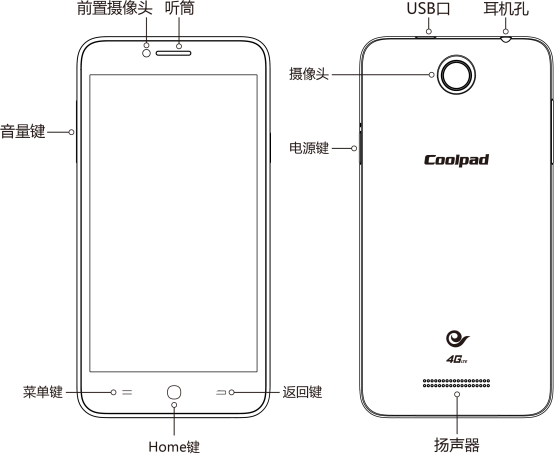 前置摄像头 听筒
USB口 耳机孔
摄像头
音量键
电源键
Coolpad
4GLTE
菜单键 返回键
Home键
扬声器